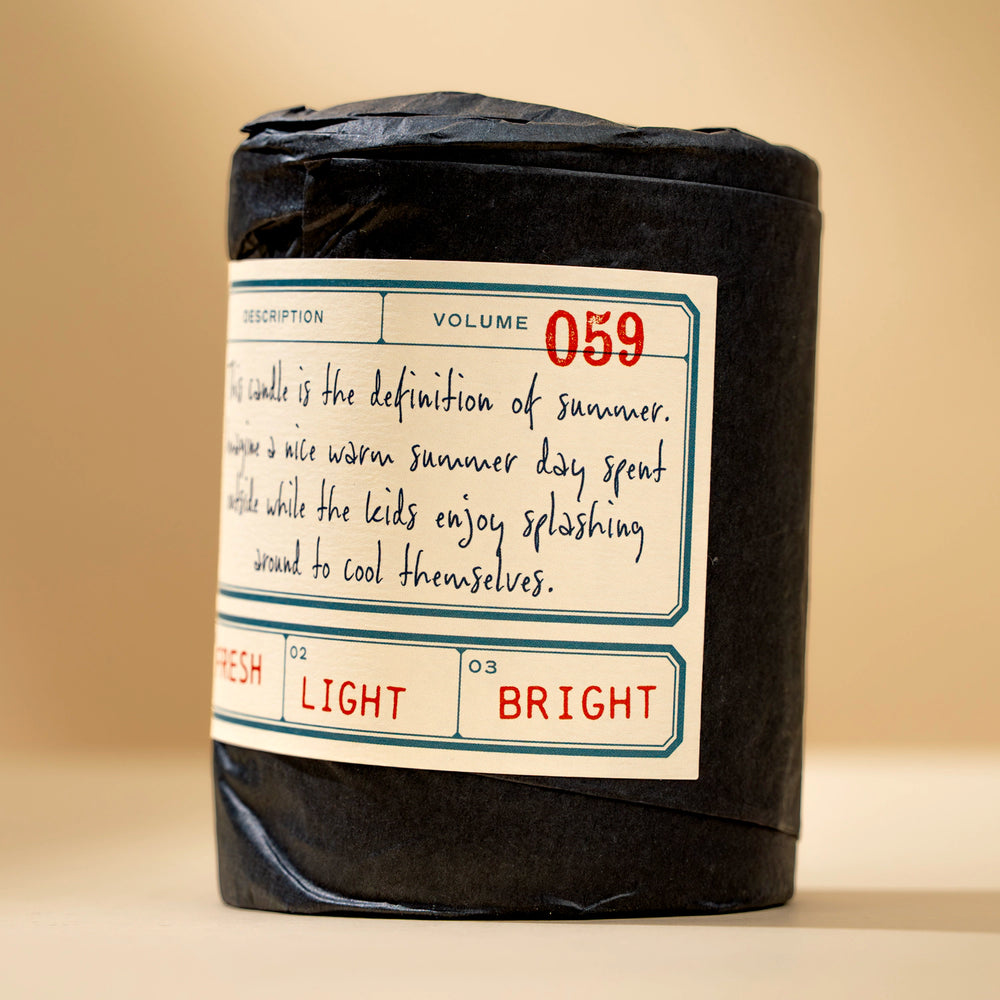 DESCRIPTION VOLUME 059
This candle is the definition of summer.
Imagine a nice warm summer day spent
outside while the kids enjoy splashing
around to cool themselves.
02 03
FRESH LIGHT BRIGHT